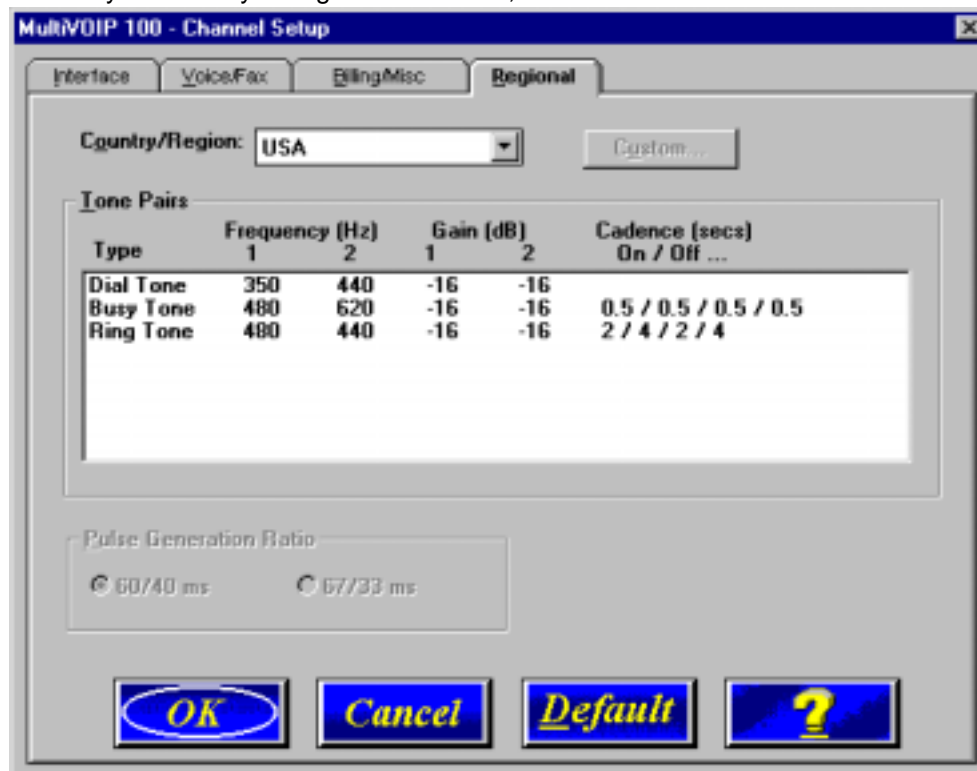 MultiVOIP 100 - Channel Setup
Interface Voice/Fax Billing/Misc Regional
Country/Region: USA Custom...
Tone Pairs
Frequency (Hz) Gain (dB) Cadence (secs)
Type 1 2 1 2 On / Off ...
Dial Tone 350 440 -16 -16
Busy Tone 480 620 -16 -16 0.5 / 0.5 / 0.5 / 0.5
Ring Tone 480 440 -16 -16 2 / 4 / 2 / 4
Pulse Generation Ratio
60/40 ms 67/33 ms
OK Cancel Default ?